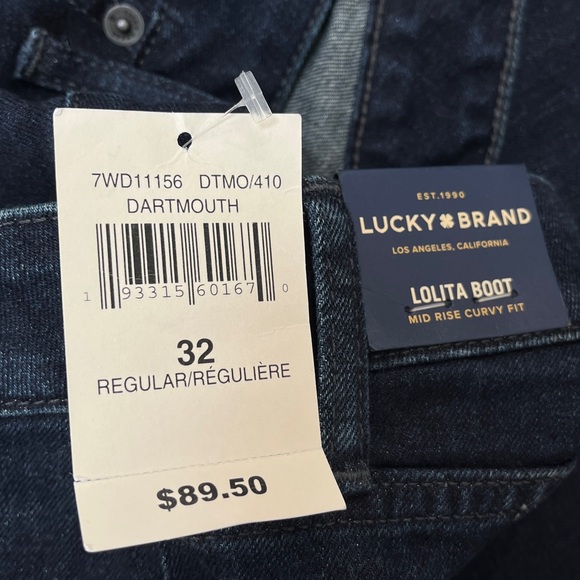 7WD11156 DTMO/410
DARTMOUTH
1 93315 60167 0
32
REGULAR/RÉGULIÈRE
$89.50
EST.1990
LUCKY BRAND
LOS ANGELES, CALIFORNIA
LOLITA BOOT
MID RISE CURVY FIT